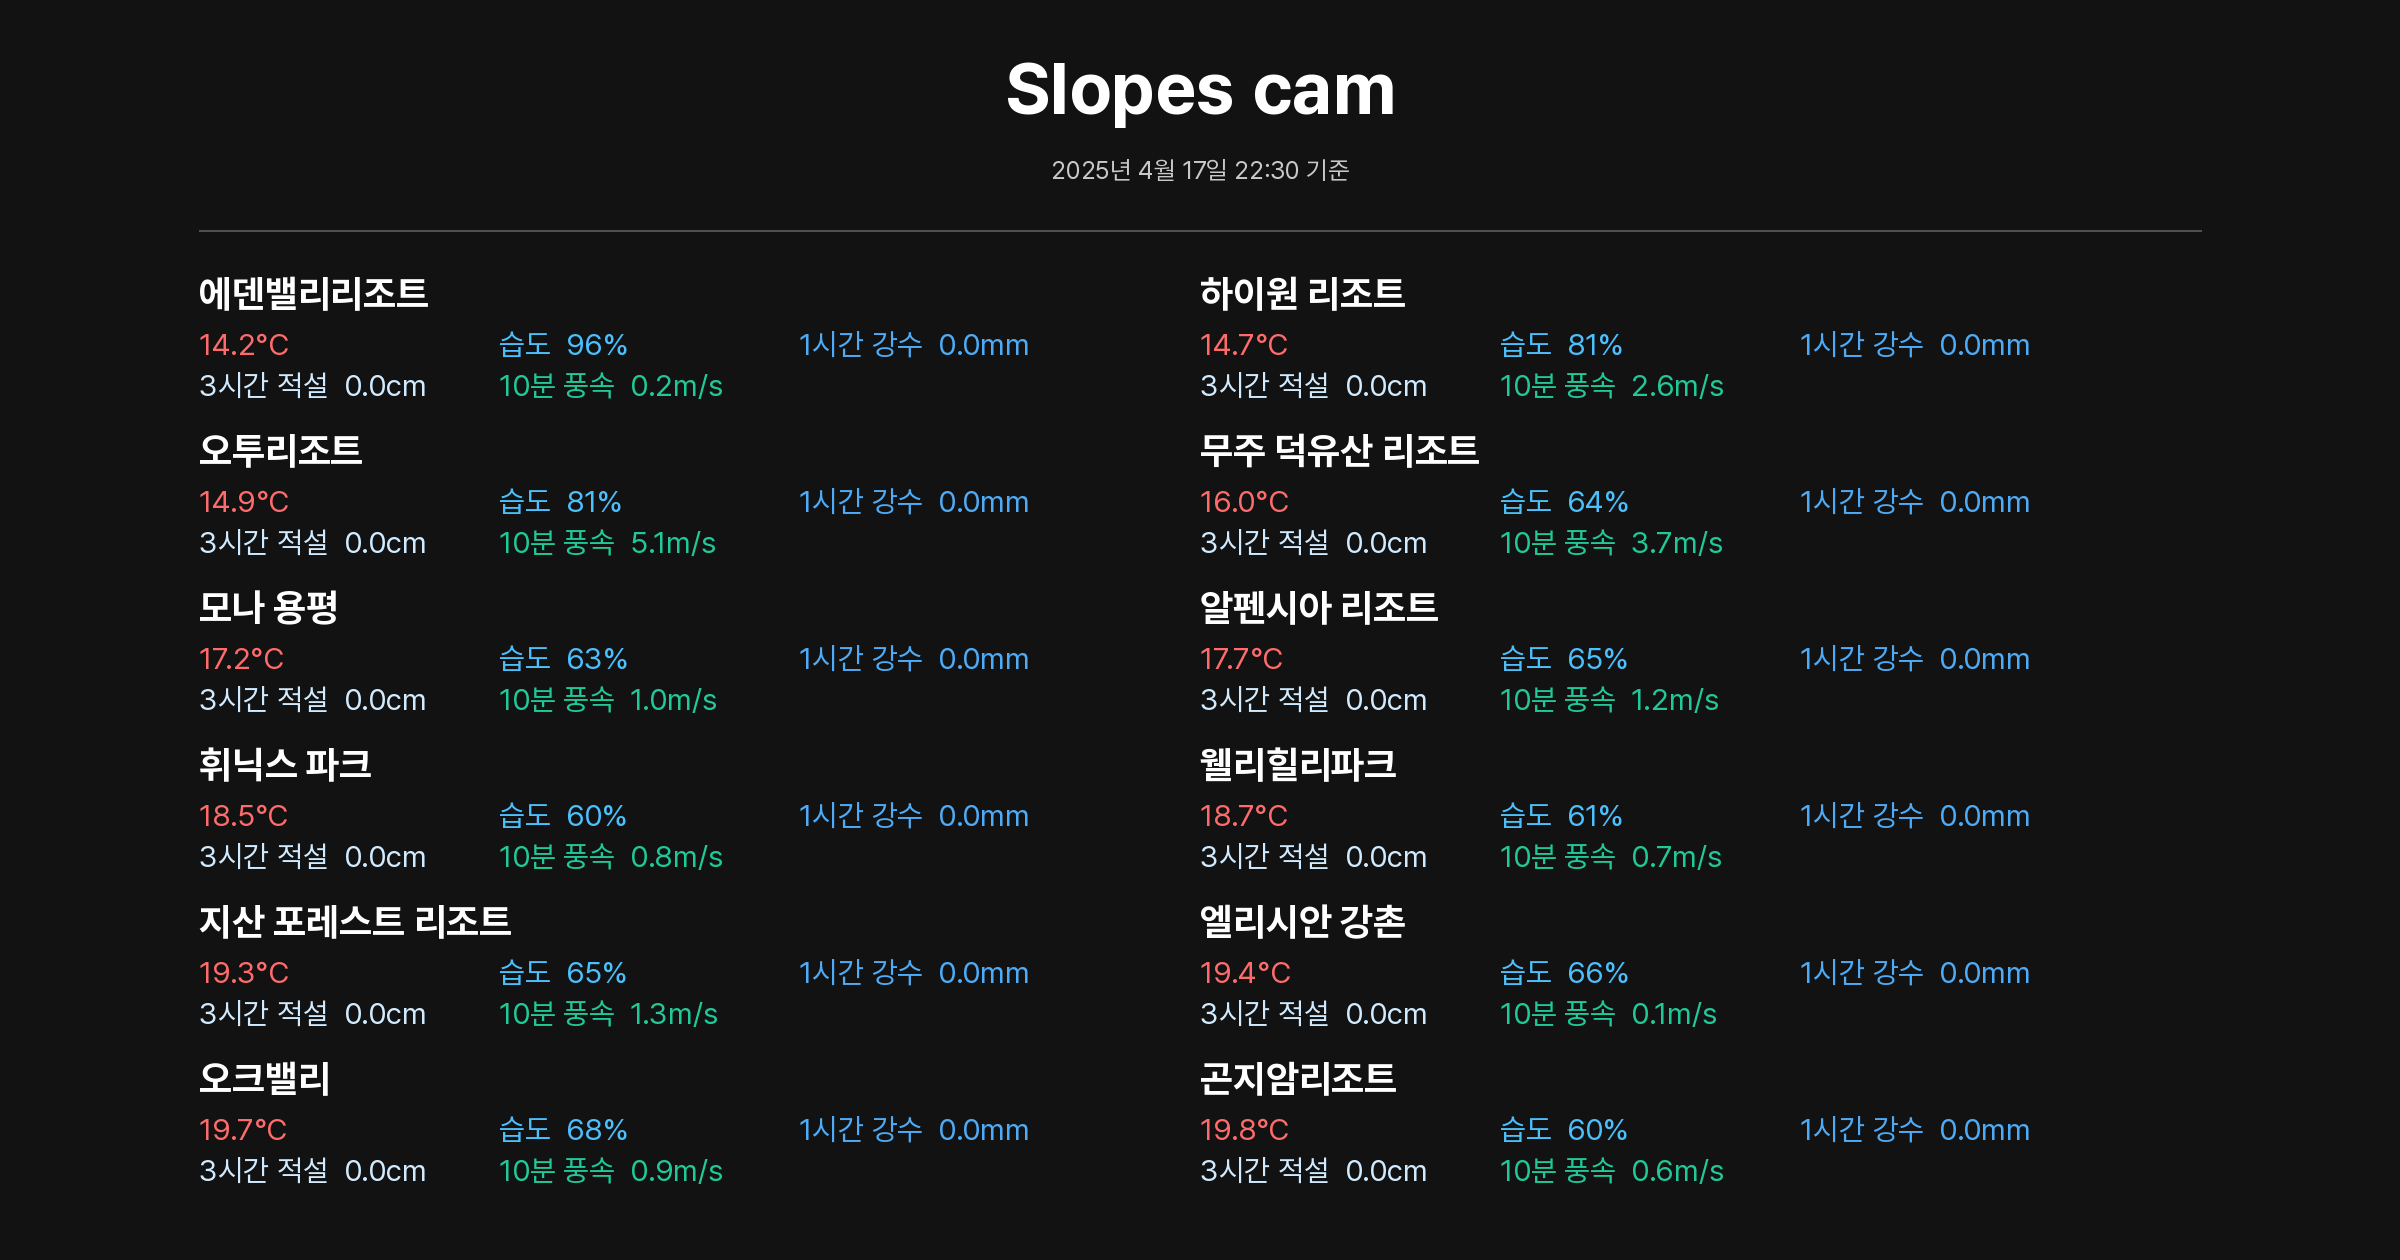 Slopes cam
2025년 4월 17일 22:30 기준
에덴밸리리조트
14.2°C 습도 96% 1시간 강수 0.0mm
3시간 적설 0.0cm 10분 풍속 0.2m/s
하이원 리조트
14.7°C 습도 81% 1시간 강수 0.0mm
3시간 적설 0.0cm 10분 풍속 2.6m/s
오투리조트
14.9°C 습도 81% 1시간 강수 0.0mm
3시간 적설 0.0cm 10분 풍속 5.1m/s
무주 덕유산 리조트
16.0°C 습도 64% 1시간 강수 0.0mm
3시간 적설 0.0cm 10분 풍속 3.7m/s
모나 용평
17.2°C 습도 63% 1시간 강수 0.0mm
3시간 적설 0.0cm 10분 풍속 1.0m/s
알펜시아 리조트
17.7°C 습도 65% 1시간 강수 0.0mm
3시간 적설 0.0cm 10분 풍속 1.2m/s
휘닉스 파크
18.5°C 습도 60% 1시간 강수 0.0mm
3시간 적설 0.0cm 10분 풍속 0.8m/s
웰리힐리파크
18.7°C 습도 61% 1시간 강수 0.0mm
3시간 적설 0.0cm 10분 풍속 0.7m/s
지산 포레스트 리조트
19.3°C 습도 65% 1시간 강수 0.0mm
3시간 적설 0.0cm 10분 풍속 1.3m/s
엘리시안 강촌
19.4°C 습도 66% 1시간 강수 0.0mm
3시간 적설 0.0cm 10분 풍속 0.1m/s
오크밸리
19.7°C 습도 68% 1시간 강수 0.0mm
3시간 적설 0.0cm 10분 풍속 0.9m/s
곤지암리조트
19.8°C 습도 60% 1시간 강수 0.0mm
3시간 적설 0.0cm 10분 풍속 0.6m/s